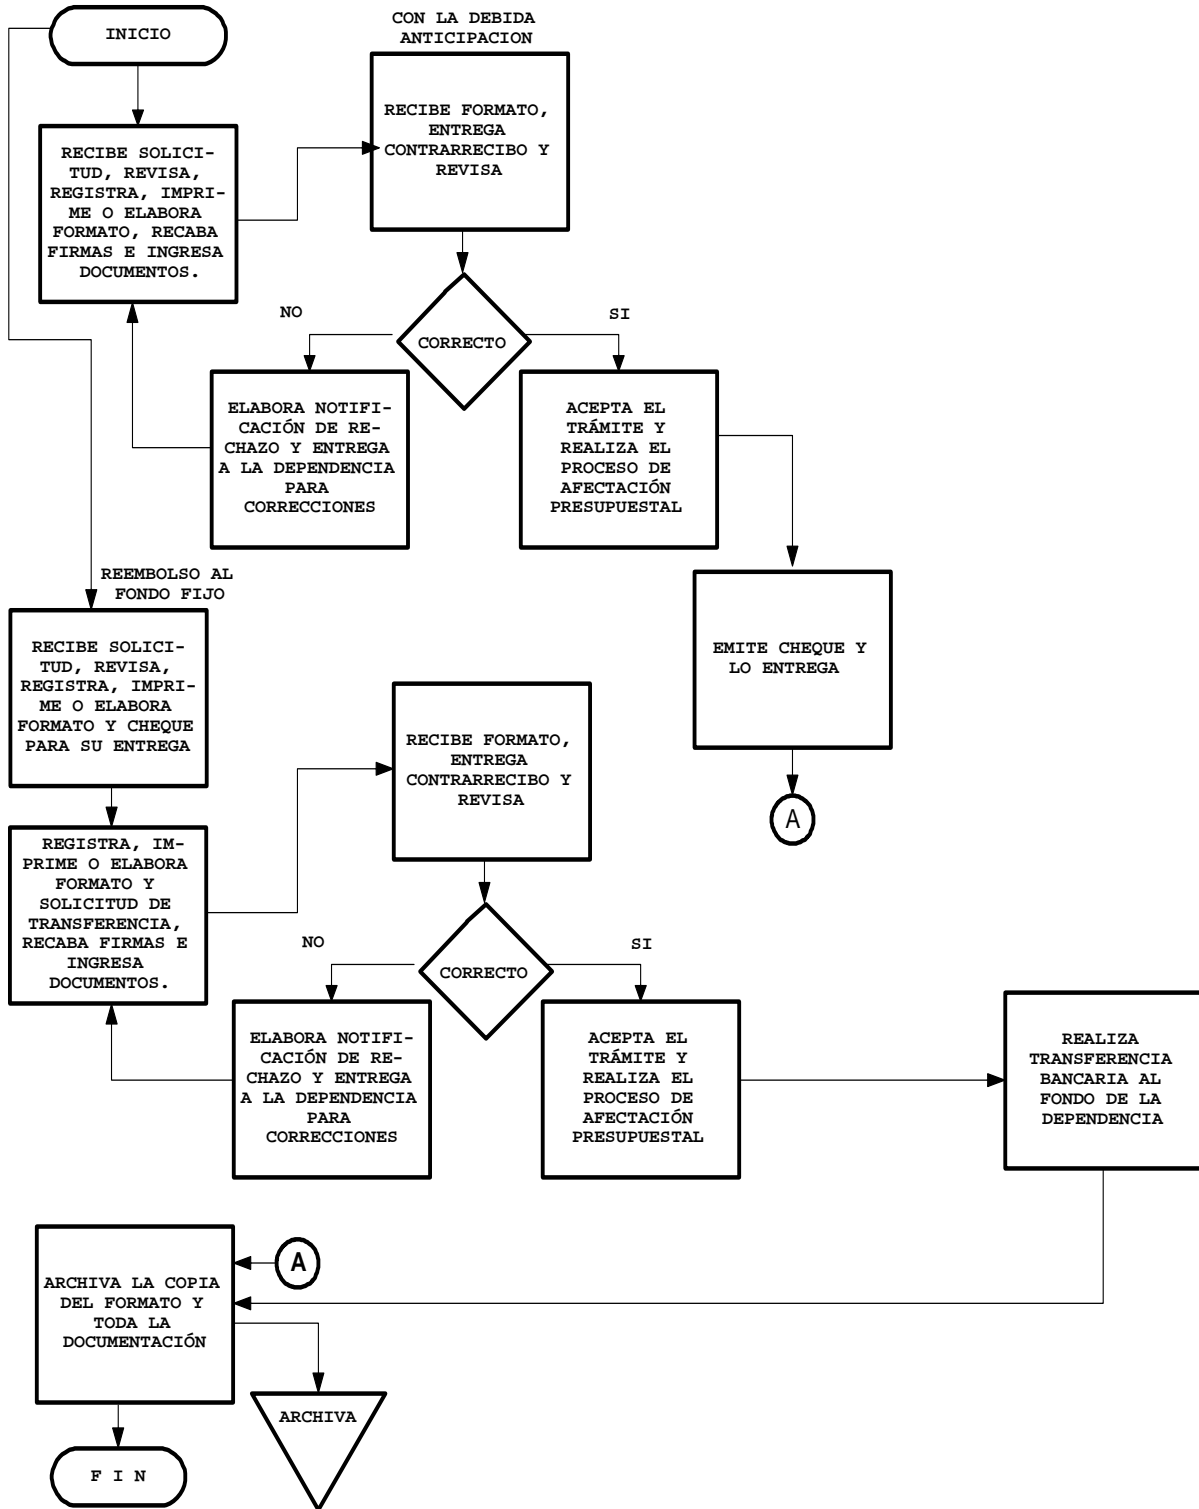 INICIO
CON LA DEBIDA
ANTICIPACION
RECIBE SOLICI-
TUD, REVISA,
REGISTRA, IMPRI-
ME O ELABORA
FORMATO, RECABA
FIRMAS E INGRESA
DOCUMENTOS.
RECIBE FORMATO,
ENTREGA
CONTRARRECIBO Y
REVISA
NO
CORRECTO
SI
ELABORA NOTIFI-
CACIÓN DE RE-
CHAZO Y ENTREGA
A LA DEPENDENCIA
PARA
CORRECCIONES
ACEPTA EL
TRÁMITE Y
REALIZA EL
PROCESO DE
AFECTACIÓN
PRESUPUESTAL
EMITE CHEQUE Y
LO ENTREGA
A
REEMBOLSO AL
FONDO FIJO
RECIBE SOLICI-
TUD, REVISA,
REGISTRA, IMPRI-
ME O ELABORA
FORMATO Y CHEQUE
PARA SU ENTREGA
REGISTRA, IM-
PRIME O ELABORA
FORMATO Y
SOLICITUD DE
TRANSFERENCIA,
RECABA FIRMAS E
INGRESA
DOCUMENTOS.
RECIBE FORMATO,
ENTREGA
CONTRARRECIBO Y
REVISA
NO
CORRECTO
SI
ELABORA NOTIFI-
CACIÓN DE RE-
CHAZO Y ENTREGA
A LA DEPENDENCIA
PARA
CORRECCIONES
ACEPTA EL
TRÁMITE Y
REALIZA EL
PROCESO DE
AFECTACIÓN
PRESUPUESTAL
REALIZA
TRANSFERENCIA
BANCARIA AL
FONDO DE LA
DEPENDENCIA
A
ARCHIVA LA COPIA
DEL FORMATO Y
TODA LA
DOCUMENTACIÓN
ARCHIVA
F I N